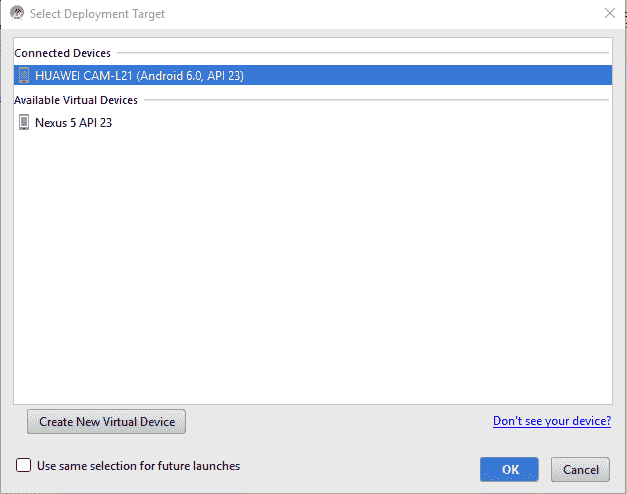 Select Deployment Target
Connected Devices
HUAWEI CAM-L21 (Android 6.0, API 23)
Available Virtual Devices
Nexus 5 API 23
Create New Virtual Device
Don't see your device?
Use same selection for future launches
OK
Cancel